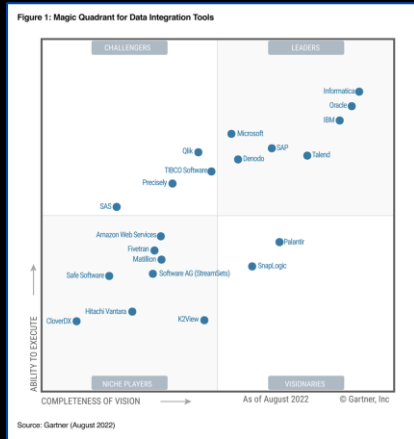 Figure 1: Magic Quadrant for Data Integration Tools
CHALLENGERS
LEADERS
Informatica
Oracle
IBM
Microsoft
Qlik
SAP
Talend
Denodo
TIBCO Software
Precisely
SAS
Amazon Web Services
Palantir
Fivetran
Matillion
SnapLogic
Safe Software
Software AG (StreamSets)
Hitachi Vantara
CloverDX
K2View
ABILITY TO EXECUTE
NICHE PLAYERS
VISIONARIES
COMPLETENESS OF VISION
As of August 2022
© Gartner, Inc
Source: Gartner (August 2022)